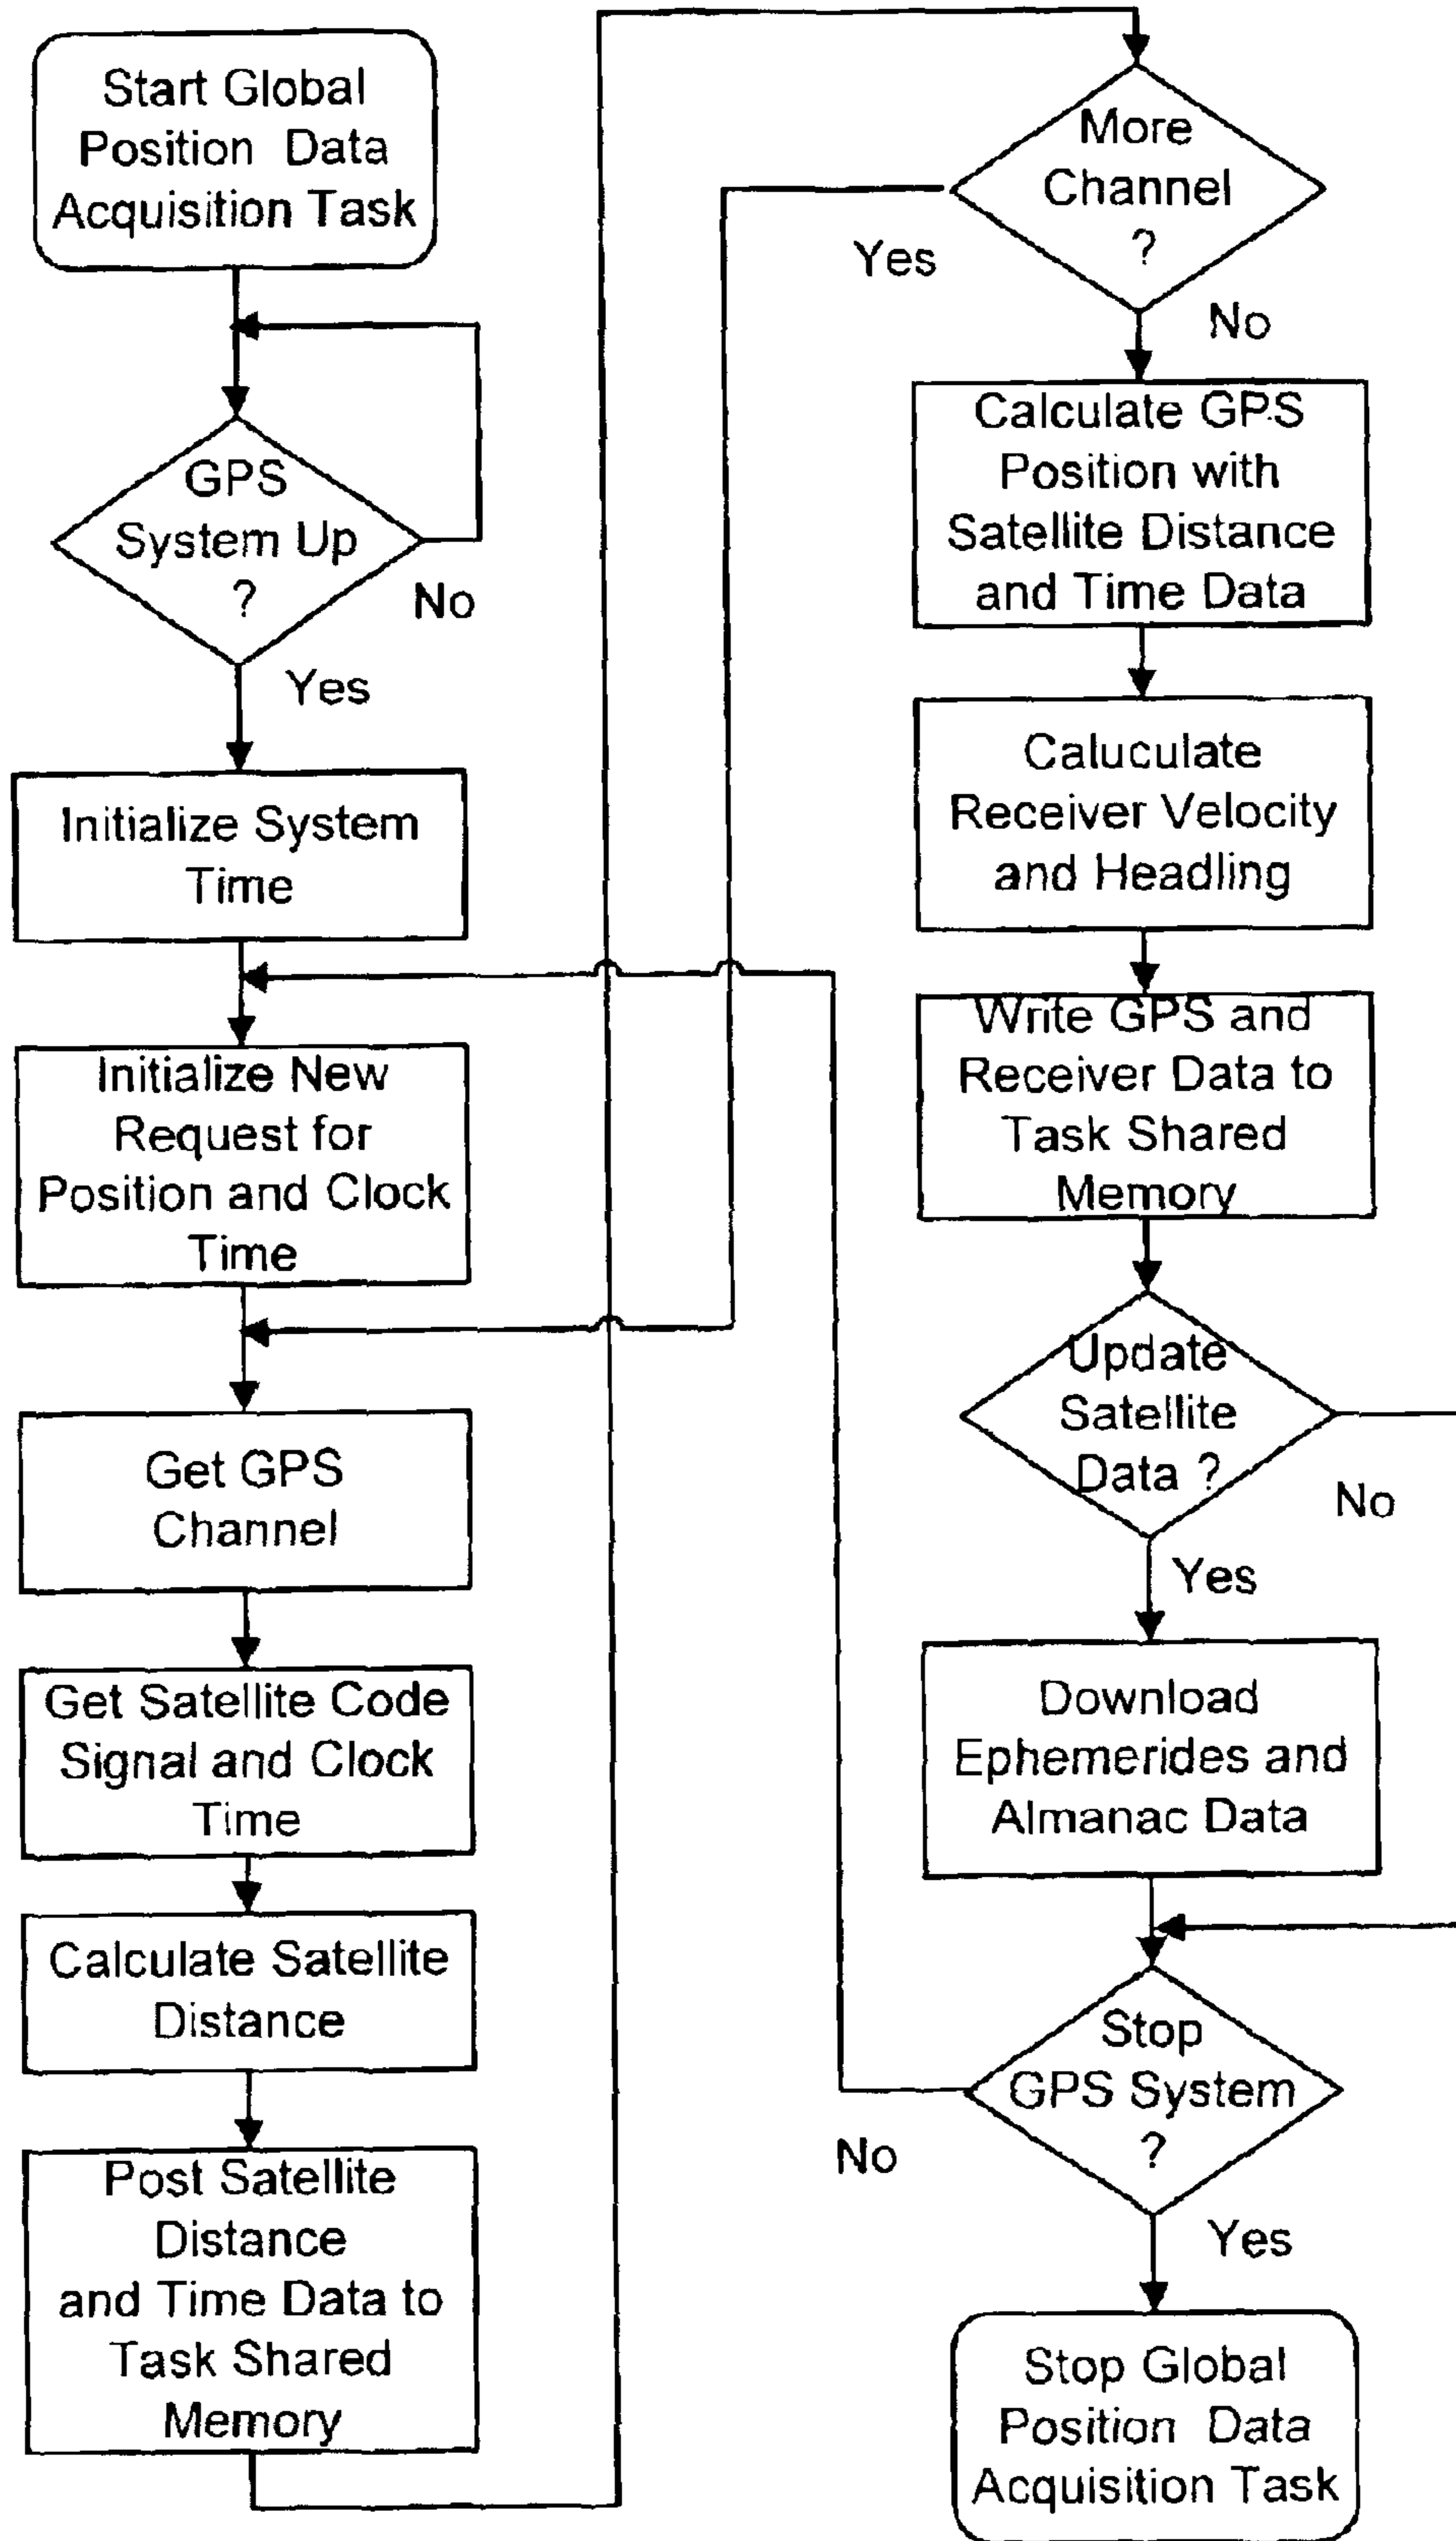 Start Global
Position Data
Acquisition Task
GPS
System Up
?
No
Yes
Initialize System
Time
Initialize New
Request for
Position and Clock
Time
Get GPS
Channel
Get Satellite Code
Signal and Clock
Time
Calculate Satellite
Distance
Post Satellite
Distance
and Time Data to
Task Shared
Memory
More
Channel
?
Yes
No
Calculate GPS
Position with
Satellite Distance
and Time Data
Caluculate
Receiver Velocity
and Headling
Write GPS and
Receiver Data to
Task Shared
Memory
Update
Satellite
Data ?
No
Yes
Download
Ephemerides and
Almanac Data
Stop
GPS System
?
No
Yes
Stop Global
Position Data
Acquisition Task